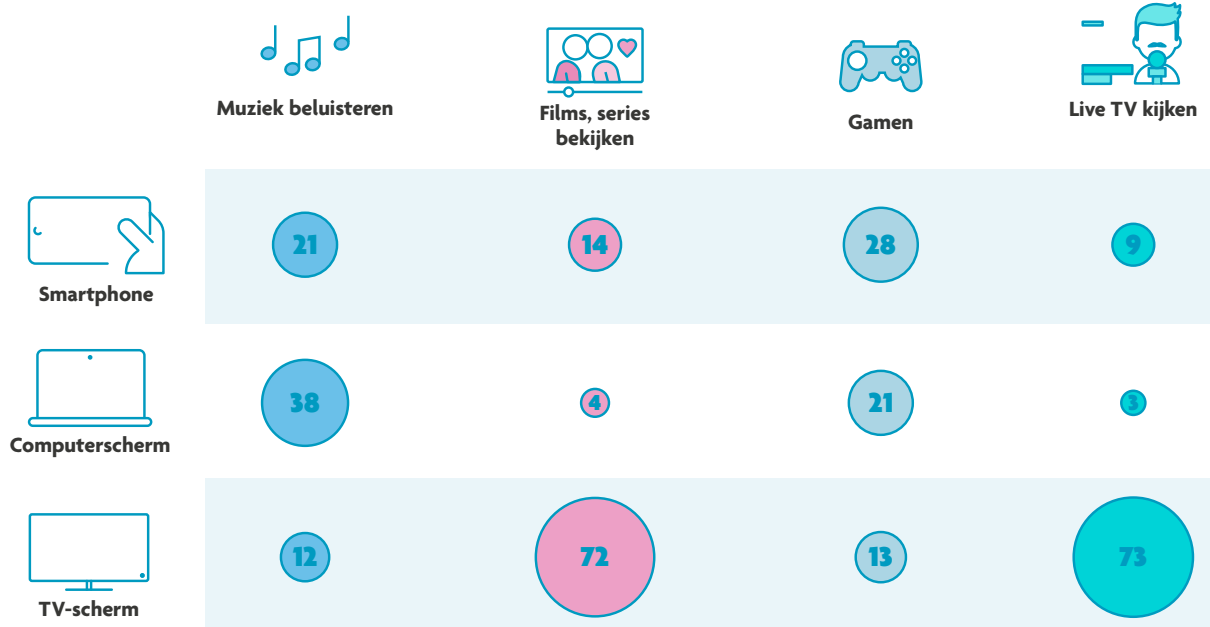 Muziek beluisteren
Films, series
bekijken
Gamen
Live TV kijken
Smartphone
21
14
28
9
Computerscherm
38
4
21
3
TV-scherm
12
72
13
73